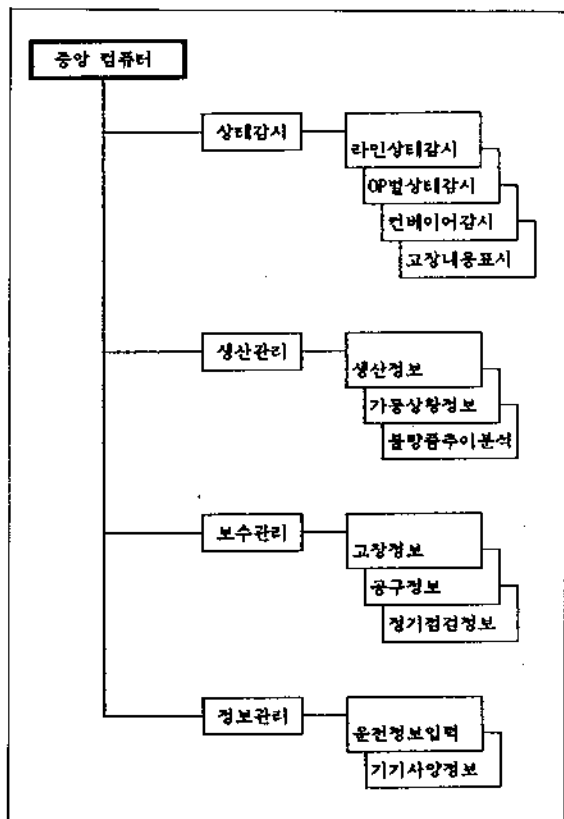 중앙 컴퓨터
상태감시
라인상태감시
OP별상태감시
컨베이어감시
고장내용표시
생산관리
생산정보
가동상황정보
불량품추이분석
보수관리
고장정보
공구정보
정기점검정보
정보관리
운전정보입력
기기사양정보